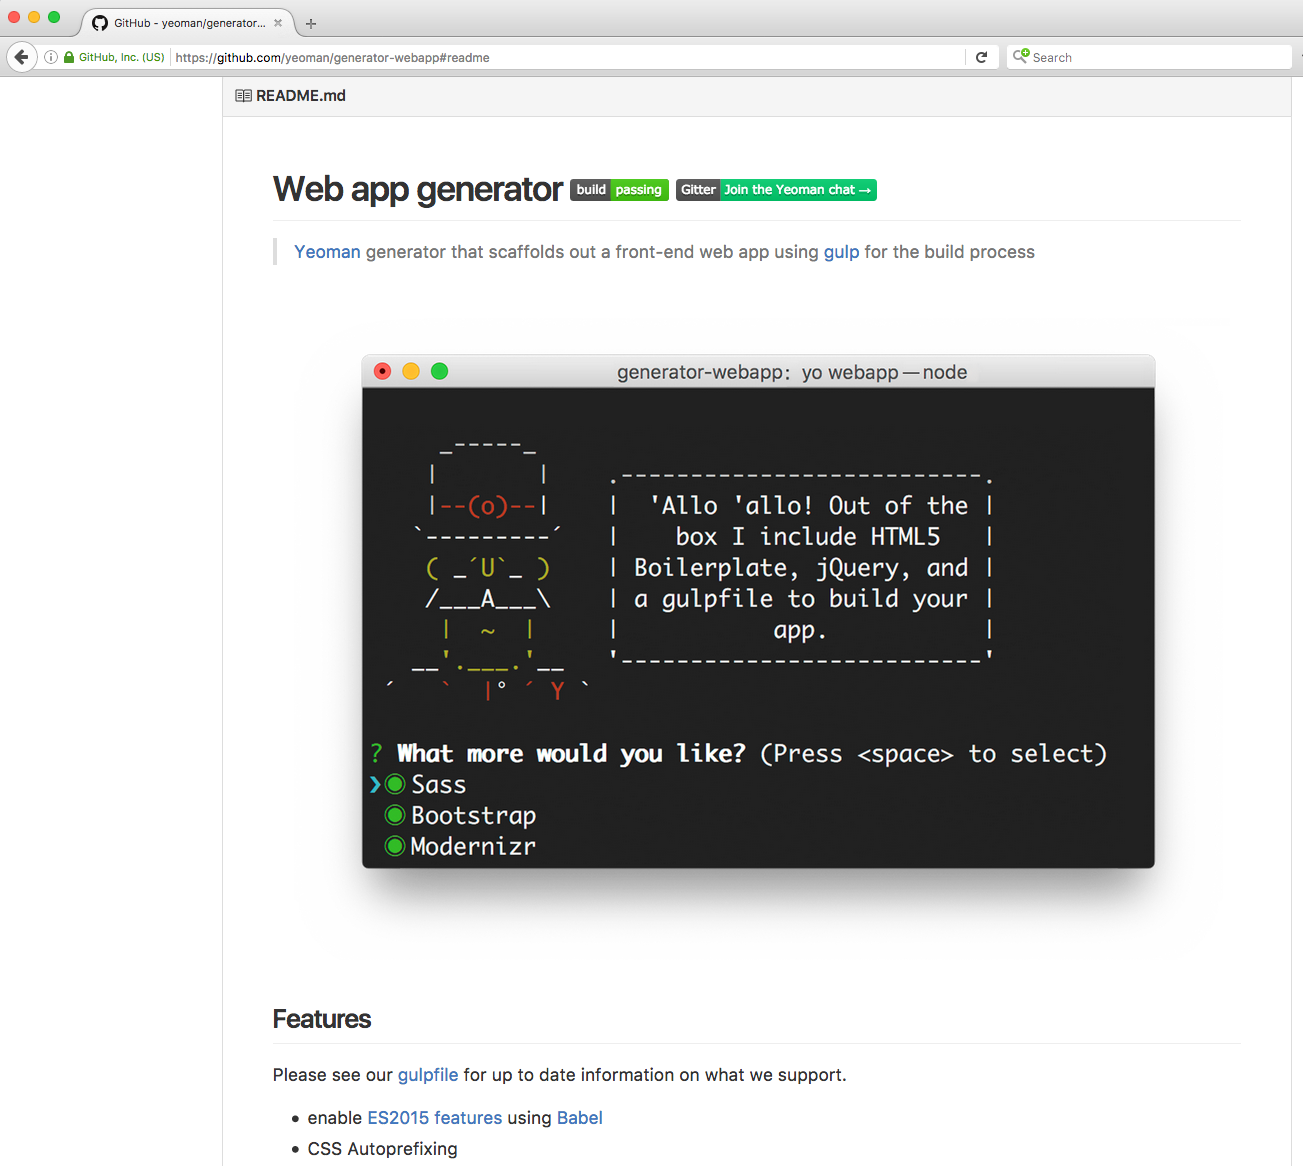 GitHub - yeoman/generator...
GitHub, Inc. (US) https://github.com/yeoman/generator-webapp#readme Search
README.md
Web app generator build passing Gitter Join the Yeoman chat →
Yeoman generator that scaffolds out a front-end web app using gulp for the build process
generator-webapp: yo webapp — node
'Allo 'allo! Out of the
box I include HTML5
Boilerplate, jQuery, and
a gulpfile to build your
app.
? What more would you like? (Press <space> to select)
❯◉ Sass
◉ Bootstrap
◉ Modernizr
Features
Please see our gulpfile for up to date information on what we support.
• enable ES2015 features using Babel
• CSS Autoprefixing